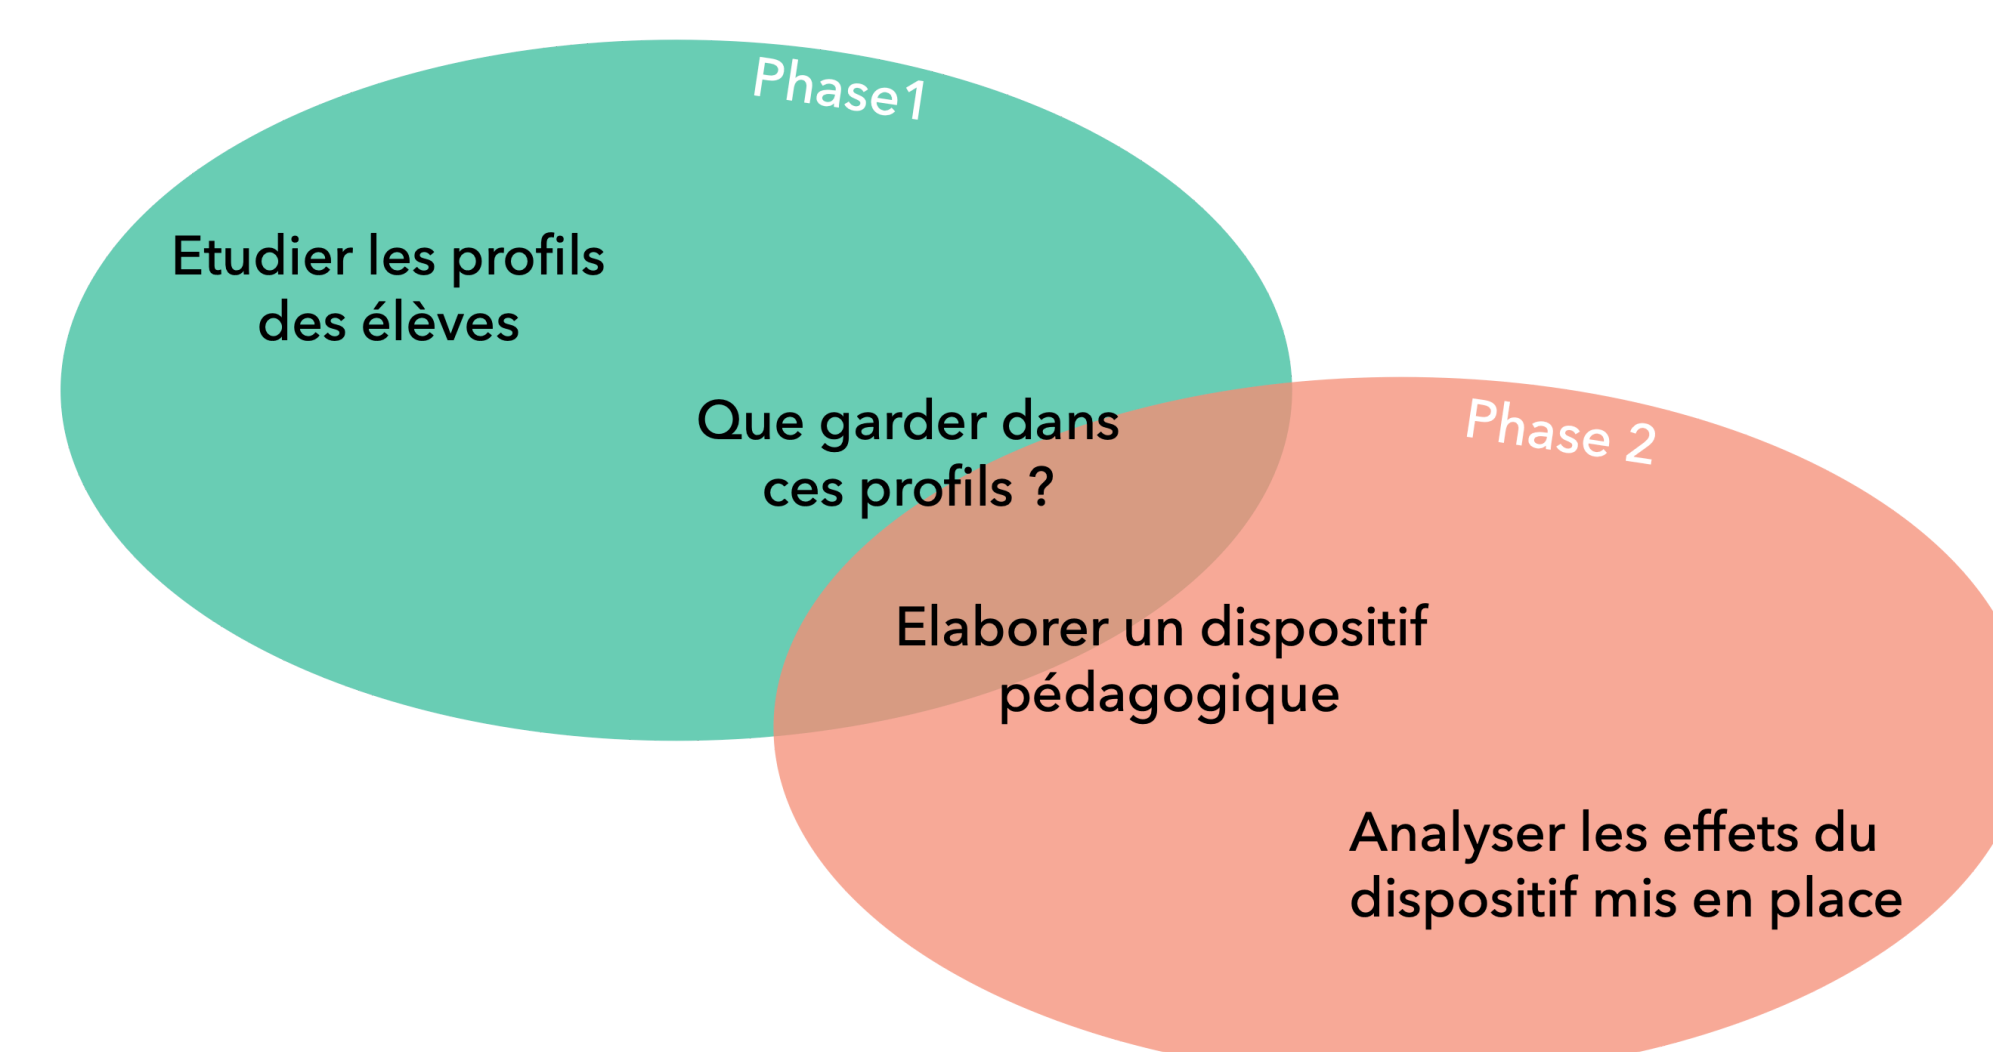 Phase1
Etudier les profils
des élèves
Que garder dans
ces profils ?
Phase 2
Elaborer un dispositif
pédagogique
Analyser les effets du
dispositif mis en place